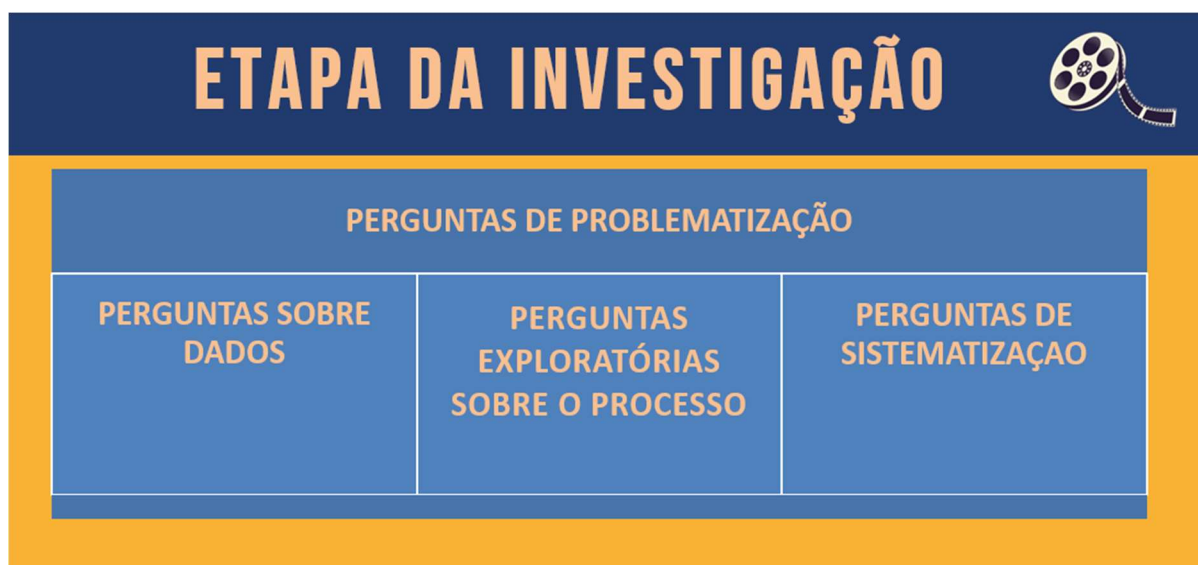 ETAPA DA INVESTIGAÇÃO
PERGUNTAS DE PROBLEMATIZAÇÃO
PERGUNTAS SOBRE
DADOS
PERGUNTAS
EXPLORATÓRIAS
SOBRE O PROCESSO
PERGUNTAS DE
SISTEMATIZAÇAO